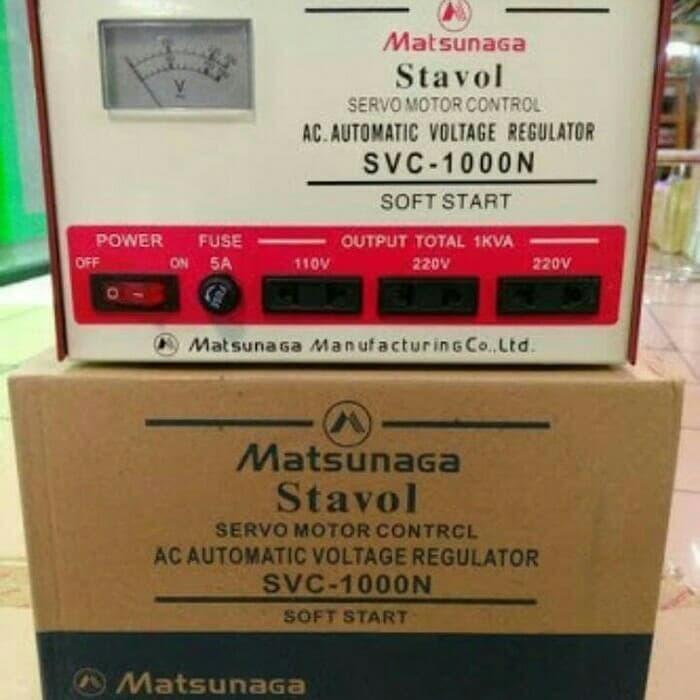 Matsunaga
Stavol
SERVO MOTOR CONTROL
AC. AUTOMATIC VOLTAGE REGULATOR
SVC-1000N
SOFT START
V
POWER FUSE OUTPUT TOTAL 1KVA
OFF ON 5A 110V 220V 220V
Matsunaga Manufacturing Co.,Ltd.
Matsunaga
Stavol
SERVO MOTOR CONTRCL
AC AUTOMATIC VOLTAGE REGULATOR
SVC-1000N
SOFT START
Matsunaga